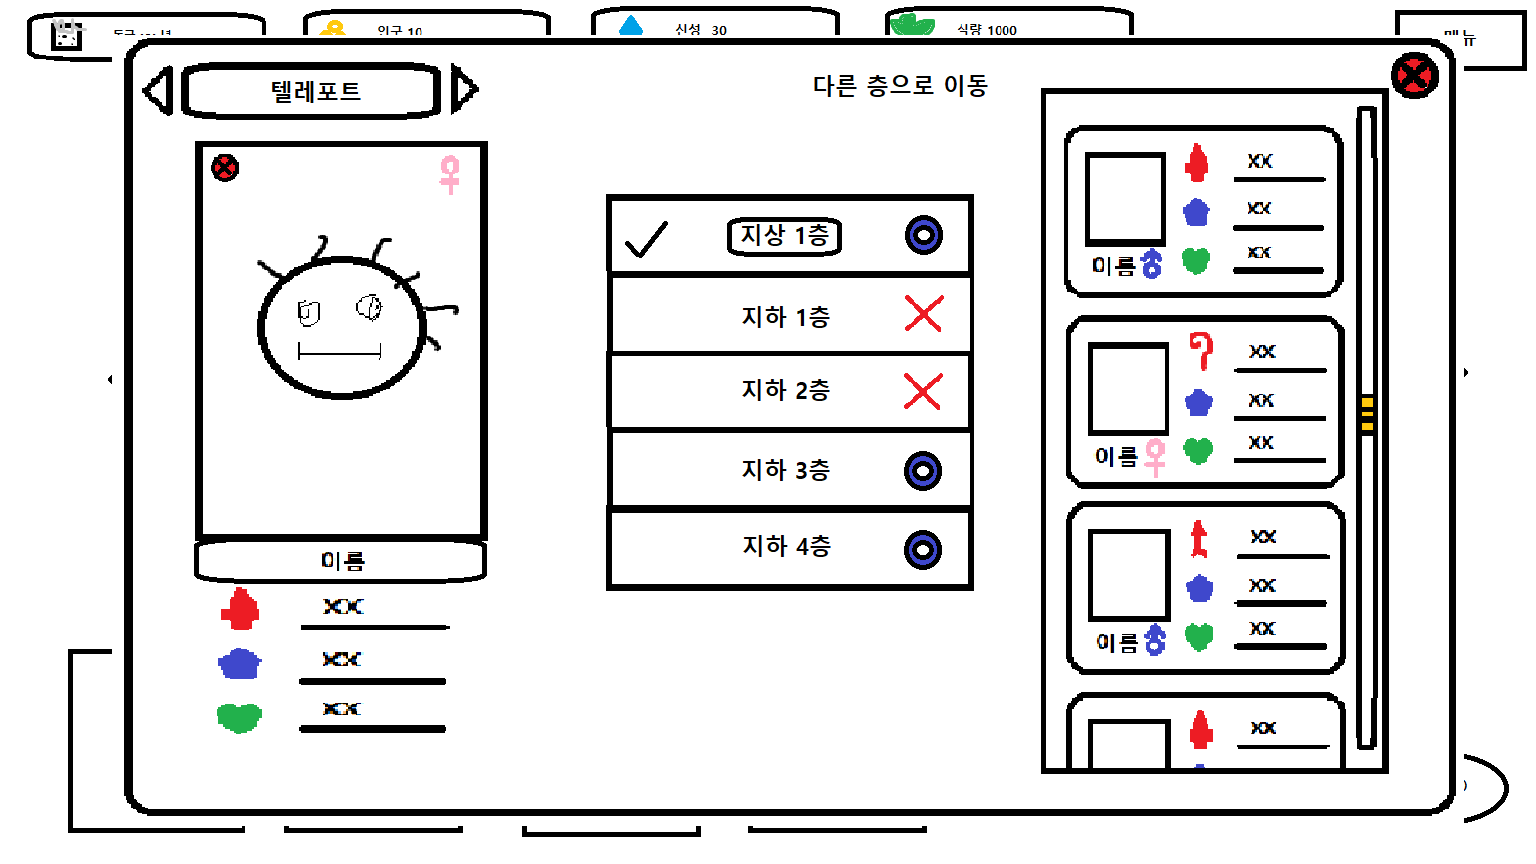 인구 10
신성 30
식량 1000
메뉴
텔레포트
다른 층으로 이동
지상 1층
지하 1층
지하 2층
지하 3층
지하 4층
이름
XX
XX
XX
XX
XX
XX
이름
XX
XX
XX
이름
XX
XX
XX
이름
XX